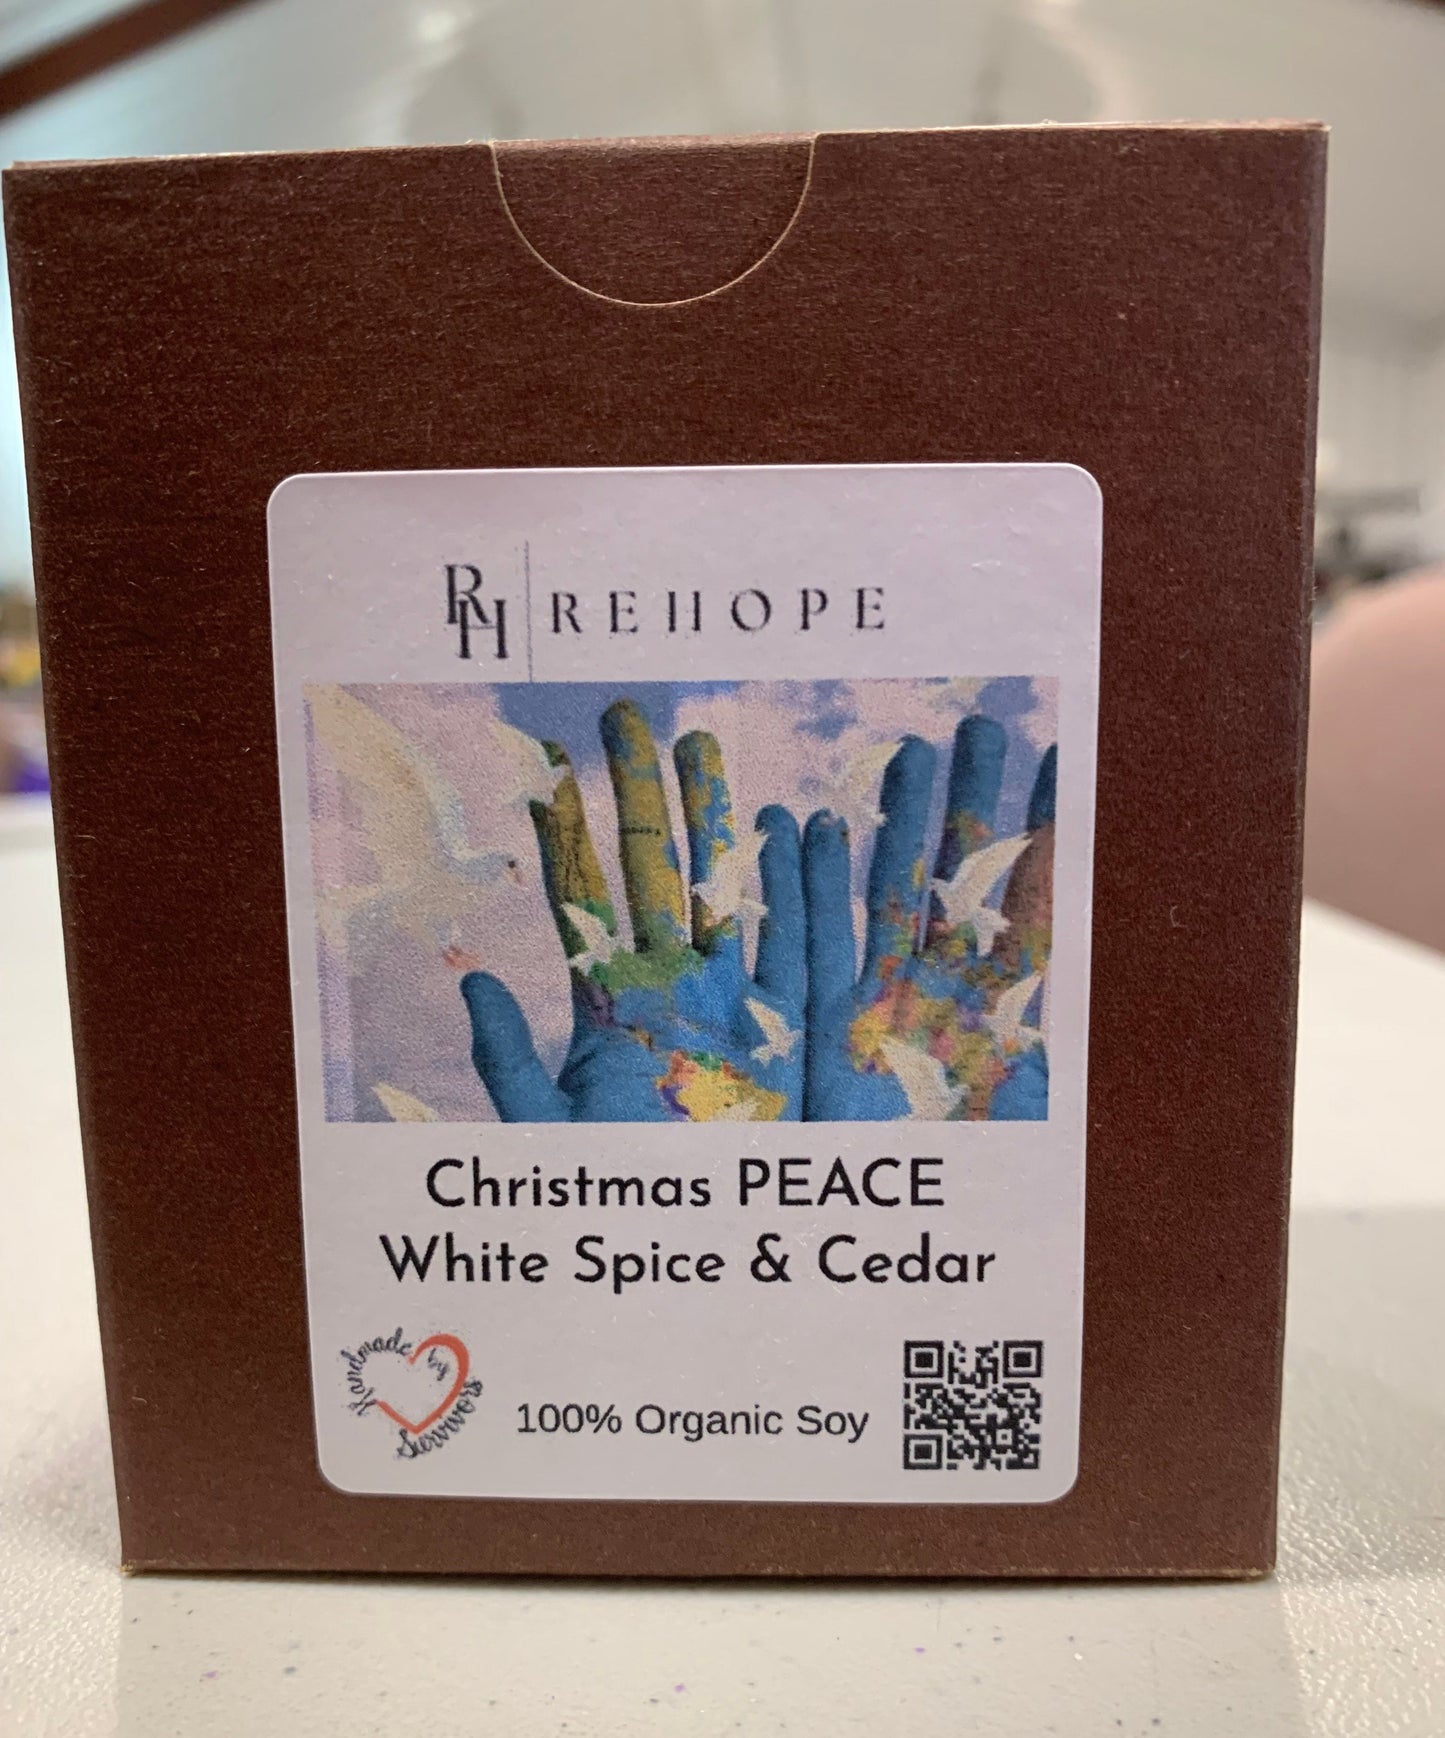 RH | REHOPE
Christmas PEACE
White Spice & Cedar
Handmade by Survivors
100% Organic Soy